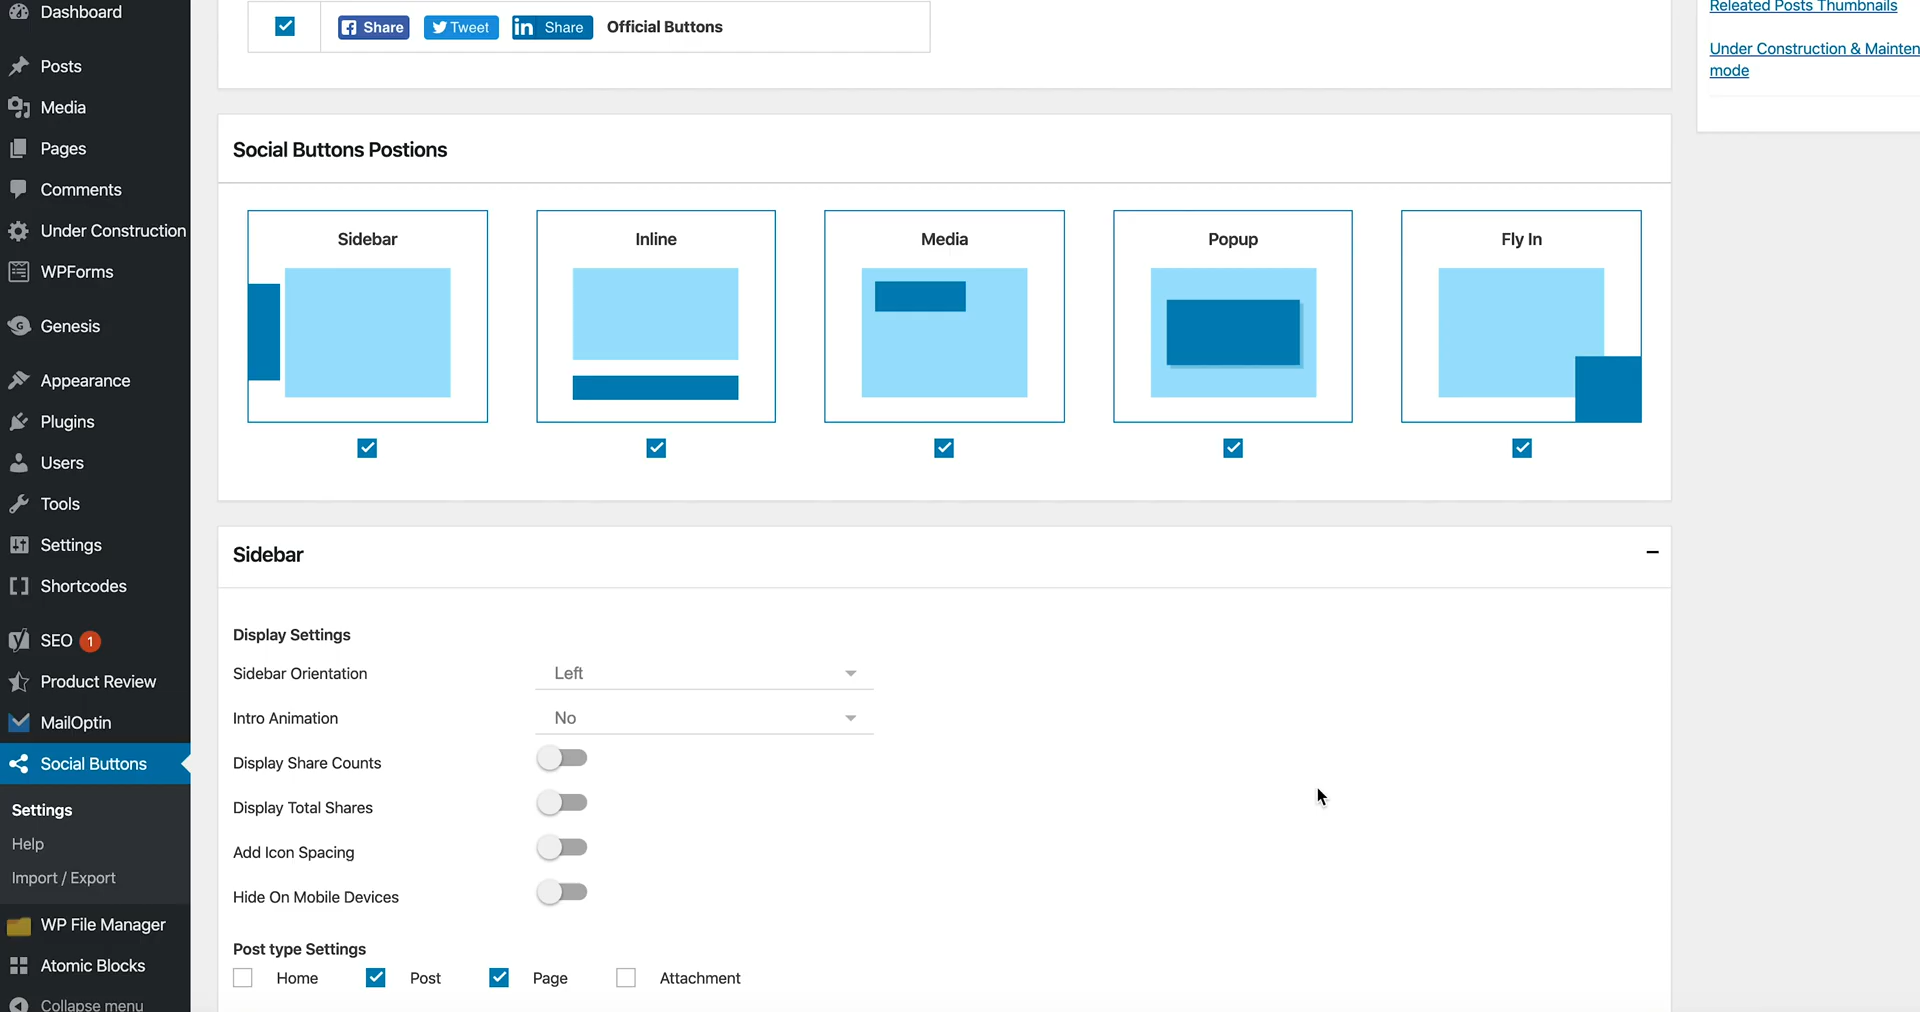 Dashboard
Posts
Media
Pages
Comments
Under Construction
WPForms
Genesis
Appearance
Plugins
Users
Tools
Settings
Shortcodes
SEO 1
Product Review
MailOptin
Social Buttons
Settings
Help
Import / Export
WP File Manager
Atomic Blocks
Collapse menu
Share Tweet in Share Official Buttons
Social Buttons Postions
Sidebar Inline Media Popup Fly In
Sidebar
Display Settings
Sidebar Orientation Left
Intro Animation No
Display Share Counts
Display Total Shares
Add Icon Spacing
Hide On Mobile Devices
Post type Settings
Home Post Page Attachment
Releated Posts Thumbnails
Under Construction & Mainten
mode